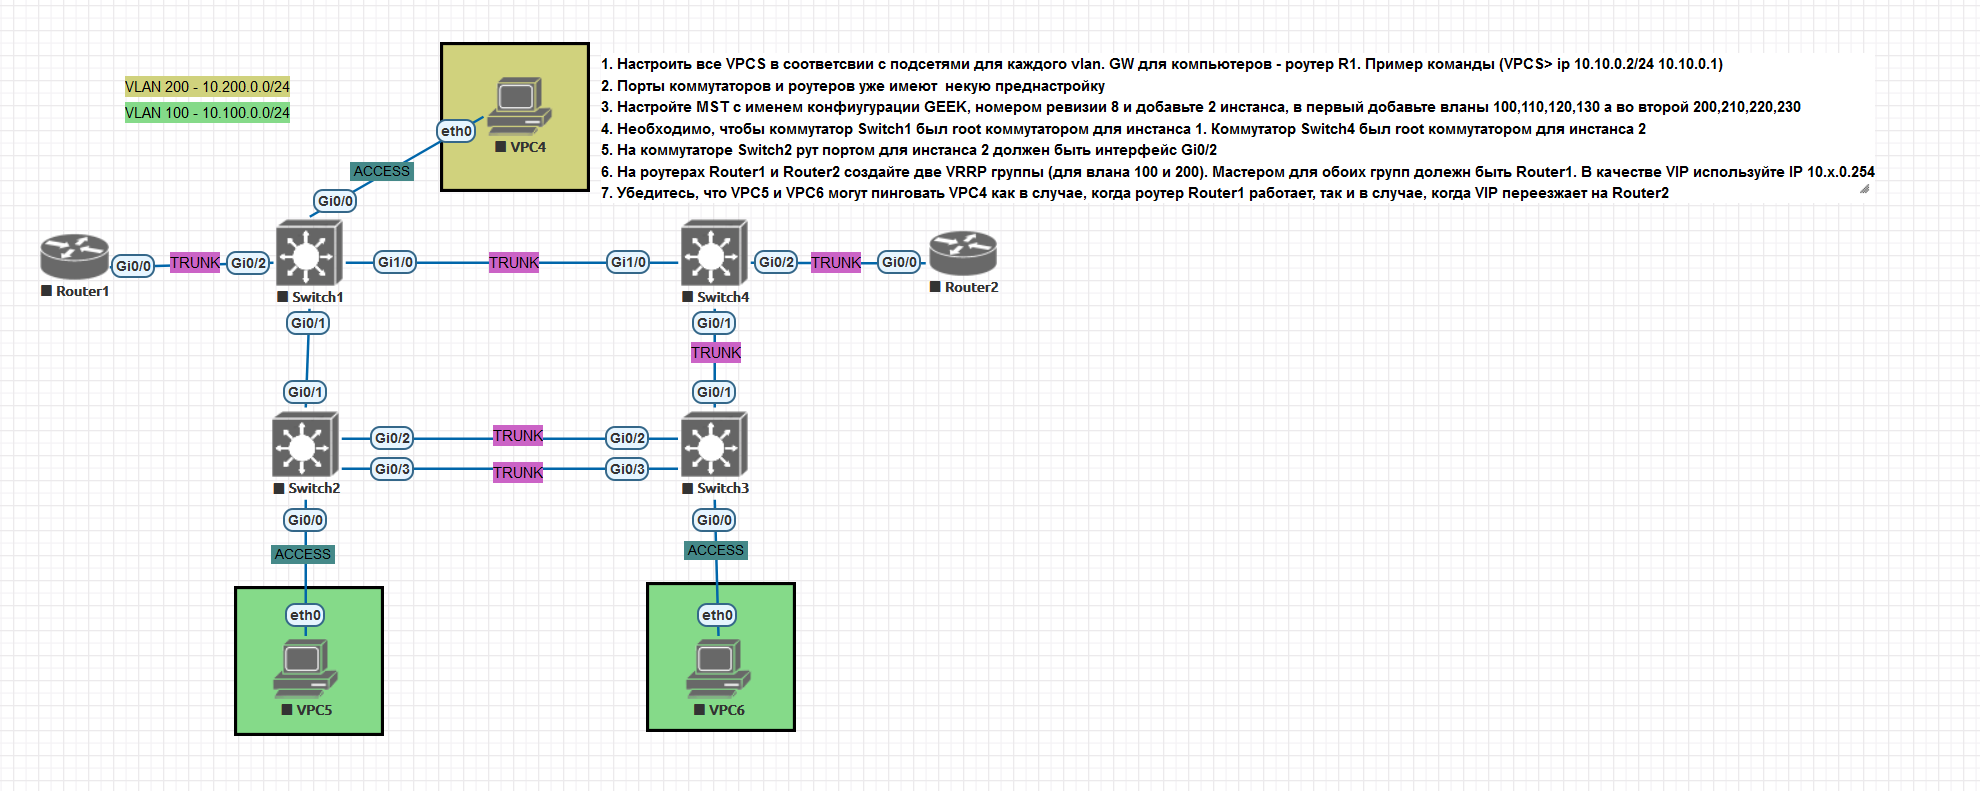 VLAN 200 - 10.200.0.0/24
VLAN 100 - 10.100.0.0/24
1. Настроить все VPCS в соответсвии с подсетями для каждого vlan. GW для компьютеров - роутер R1. Пример команды (VPCS> ip 10.10.0.2/24 10.10.0.1)
2. Порты коммутаторов и роутеров уже имеют некую преднастройку
3. Настройте MST с именем конфиугурации GEEK, номером ревизии 8 и добавьте 2 инстанса, в первый добавьте вланы 100,110,120,130 а во второй 200,210,220,230
4. Необходимо, чтобы коммутатор Switch1 был root коммутатором для инстанса 1. Коммутатор Switch4 был root коммутатором для инстанса 2
5. На коммутаторе Switch2 рут портом для инстанса 2 должен быть интерфейс Gi0/2
6. На роутерах Router1 и Router2 создайте две VRRP группы (для влана 100 и 200). Мастером для обоих групп долежн быть Router1. В качестве VIP используйте IP 10.x.0.254
7. Убедитесь, что VPC5 и VPC6 могут пинговать VPC4 как в случае, когда роутер Router1 работает, так и в случае, когда VIP переезжает на Router2
eth0
VPC4
ACCESS
Gi0/0
Gi0/0 TRUNK Gi0/2
Gi1/0 TRUNK Gi1/0
Gi0/2 TRUNK Gi0/0
Router1
Switch1
Switch4
Router2
Gi0/1
Gi0/1
TRUNK
Gi0/1
Gi0/1
Gi0/2 TRUNK Gi0/2
Gi0/3 TRUNK Gi0/3
Switch2
Switch3
Gi0/0
Gi0/0
ACCESS
ACCESS
eth0
eth0
VPC5
VPC6